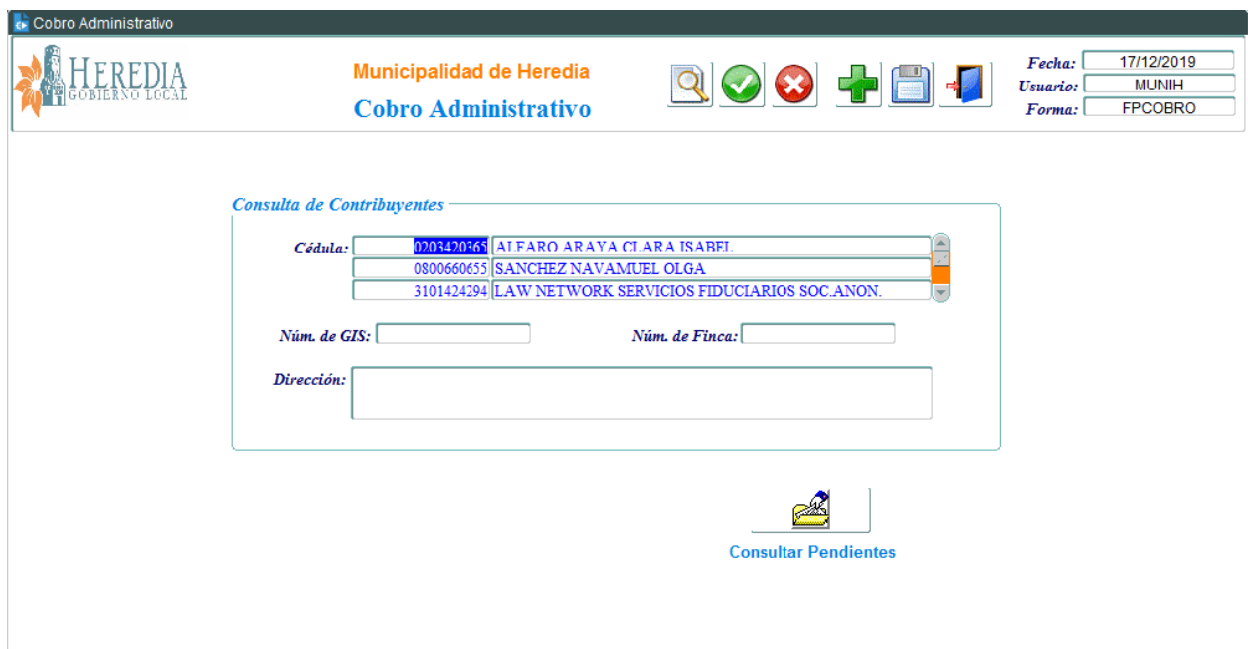 Cobro Administrativo
HEREDIA
GOBIERNO LOCAL
Municipalidad de Heredia
Cobro Administrativo
Fecha: 17/12/2019
Usuario: MUNIH
Forma: FPCOBRO
Consulta de Contribuyentes
Cédula: 0203420365 ALFARO ARAYA CLARA ISABEL
0800660655 SANCHEZ NAVAMUEL OLGA
3101424294 LAW NETWORK SERVICIOS FIDUCIARIOS SOC.ANON.
Núm. de GIS: Núm. de Finca:
Dirección:
Consultar Pendientes